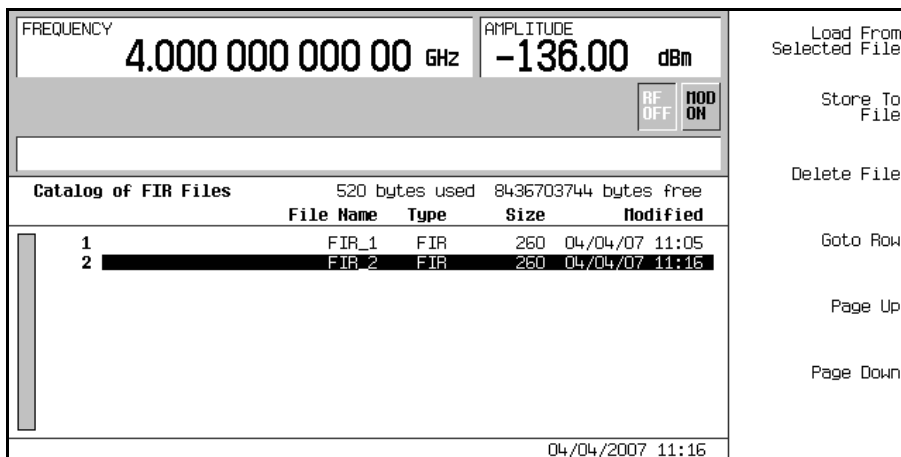 FREQUENCY
4.000 000 000 00 GHz
AMPLITUDE
-136.00 dBm
RF
OFF
MOD
ON
Catalog of FIR Files 520 bytes used 8436703744 bytes free
File Name Type Size Modified
1 FIR_1 FIR 260 04/04/07 11:05
2 FIR_2 FIR 260 04/04/07 11:16
04/04/2007 11:16
Load From
Selected File
Store To
File
Delete File
Goto Row
Page Up
Page Down